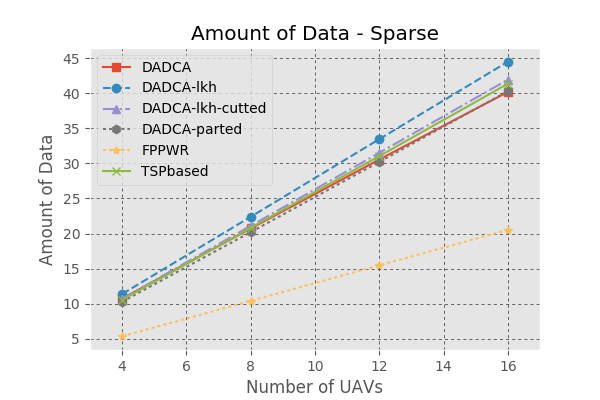 Amount of Data - Sparse
45
40
35
30
25
20
15
10
5
Amount of Data
DADCA
DADCA-lkh
DADCA-lkh-cutted
DADCA-parted
FPPWR
TSPbased
4
6
8
10
12
14
16
Number of UAVs